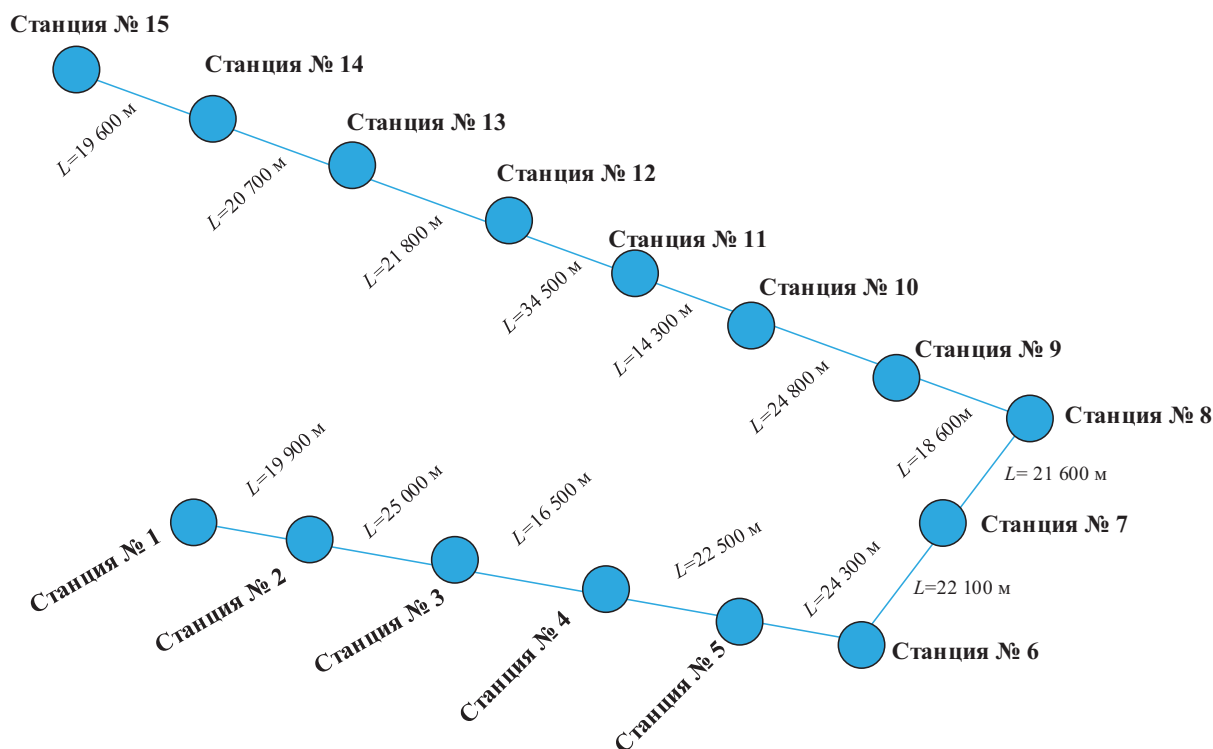 Станция № 15
Станция № 14
Станция № 13
Станция № 12
Станция № 11
Станция № 10
Станция № 9
Станция № 8
L=19 600 м
L=20 700 м
L=21 800 м
L=34 500 м
L=14 300 м
L=24 800 м
L=18 600м
L= 21 600 м
Станция № 7
L=22 100 м
L=19 900 м
L=25 000 м
L=16 500 м
L=22 500 м
L=24 300 м
Станция № 1
Станция № 2
Станция № 3
Станция № 4
Станция № 5
Станция № 6